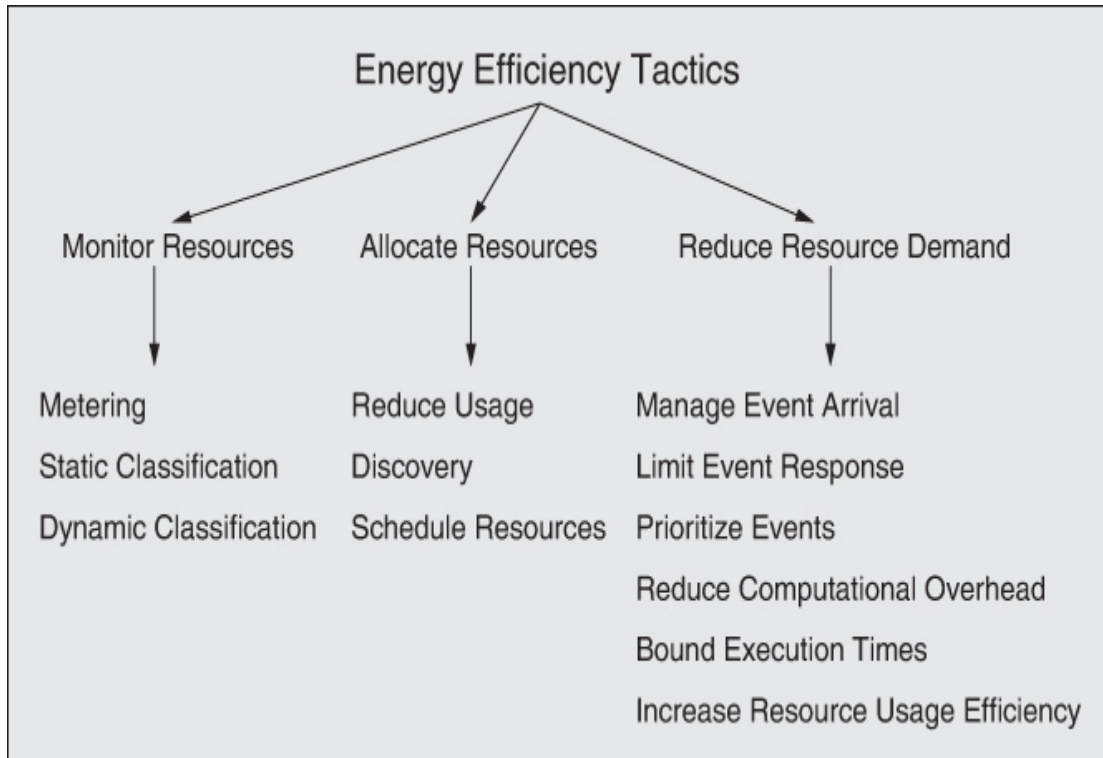 Energy Efficiency Tactics
Monitor Resources
Allocate Resources
Reduce Resource Demand
Metering
Static Classification
Dynamic Classification
Reduce Usage
Discovery
Schedule Resources
Manage Event Arrival
Limit Event Response
Prioritize Events
Reduce Computational Overhead
Bound Execution Times
Increase Resource Usage Efficiency